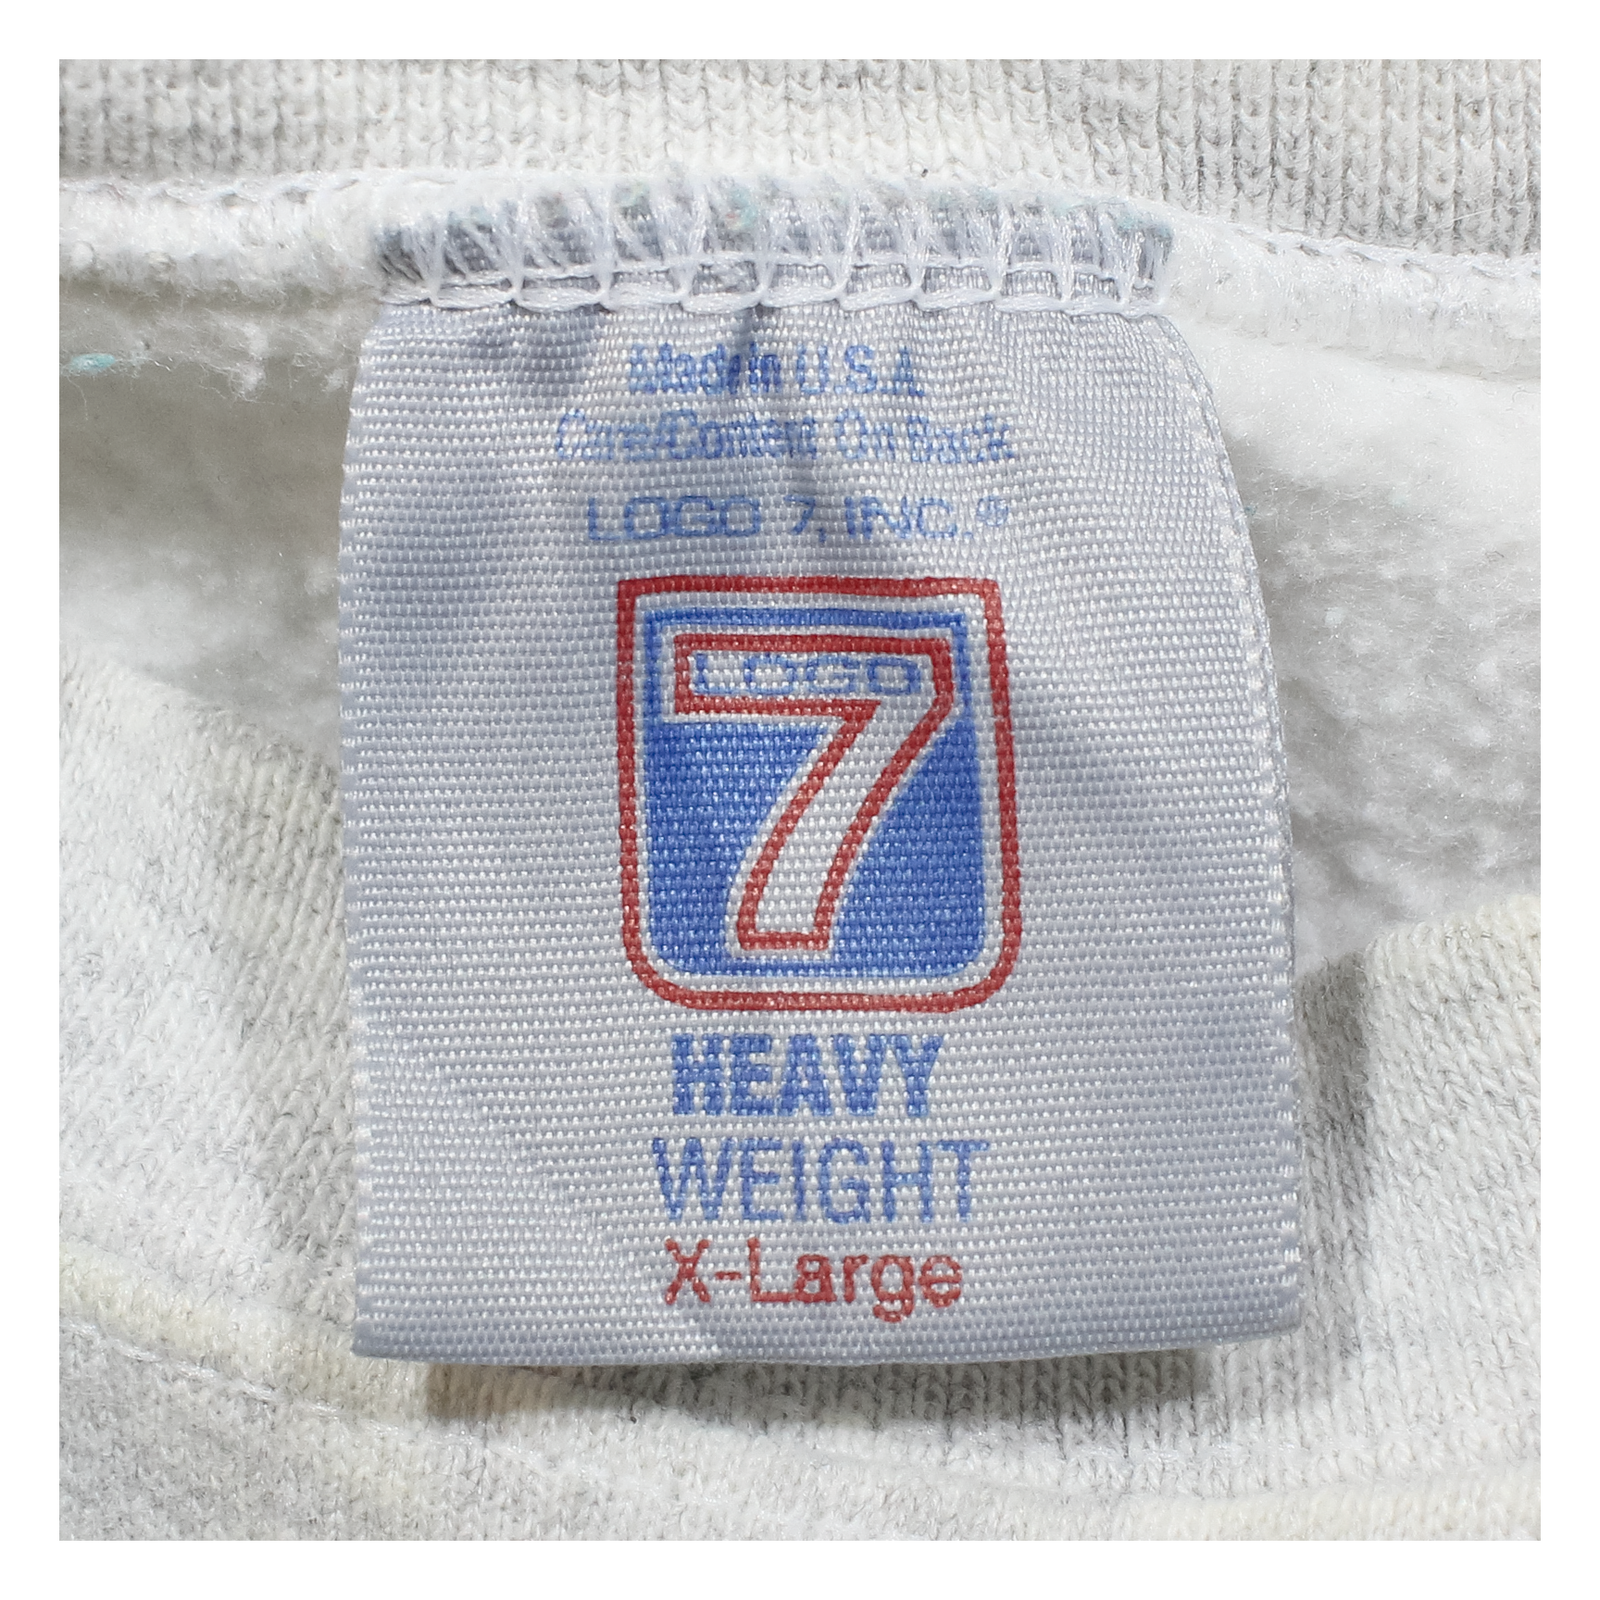 Made in U.S.A.
Care/Content On Back
LOGO 7, INC.®
LOGO
7
HEAVY
WEIGHT
X-Large